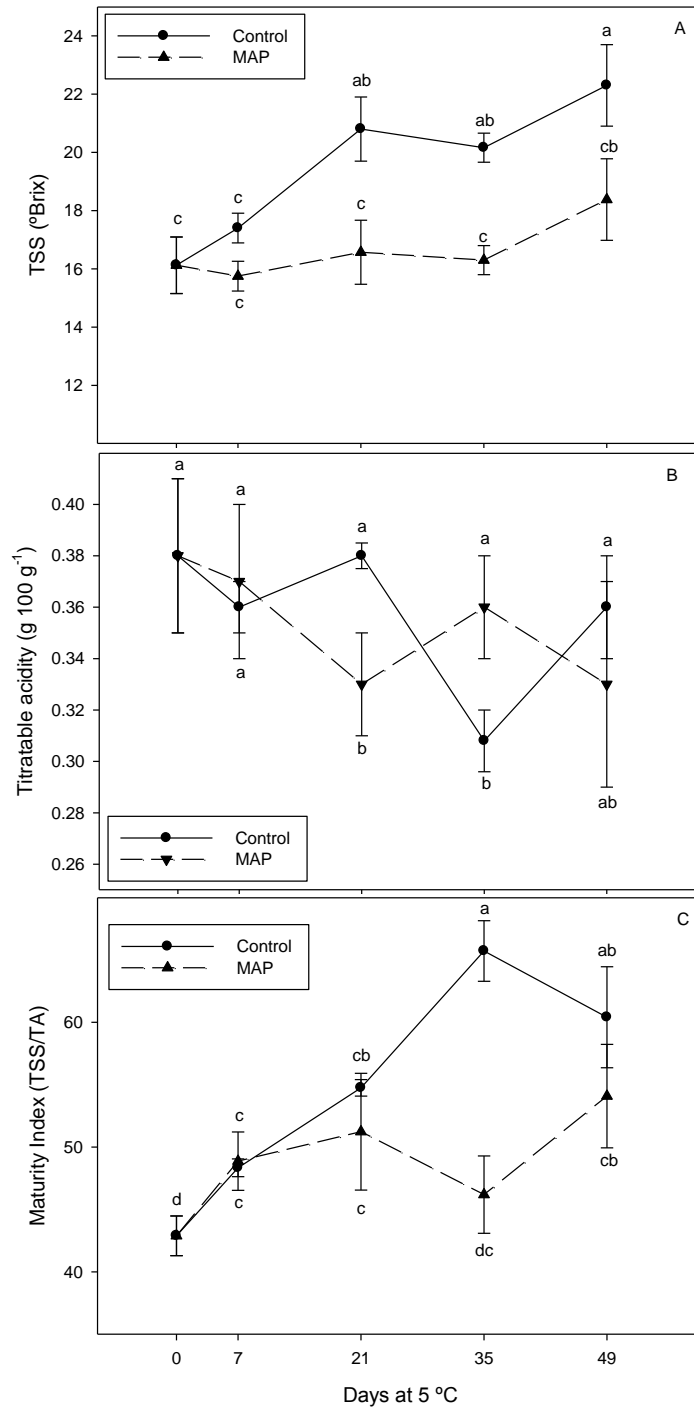 A
Control
MAP
24
22
20
18
16
14
12
TSS (ºBrix)
c
c
ab
ab
a
c
c
c
cb
B
0.40
0.38
0.36
0.34
0.32
0.30
0.28
0.26
Titratable acidity (g 100 g⁻¹)
a
a
a
a
a
a
b
b
ab
Control
MAP
C
Control
MAP
60
50
40
Maturity Index (TSS/TA)
d
c
cb
a
ab
c
c
dc
cb
0 7 21 35 49
Days at 5 ºC